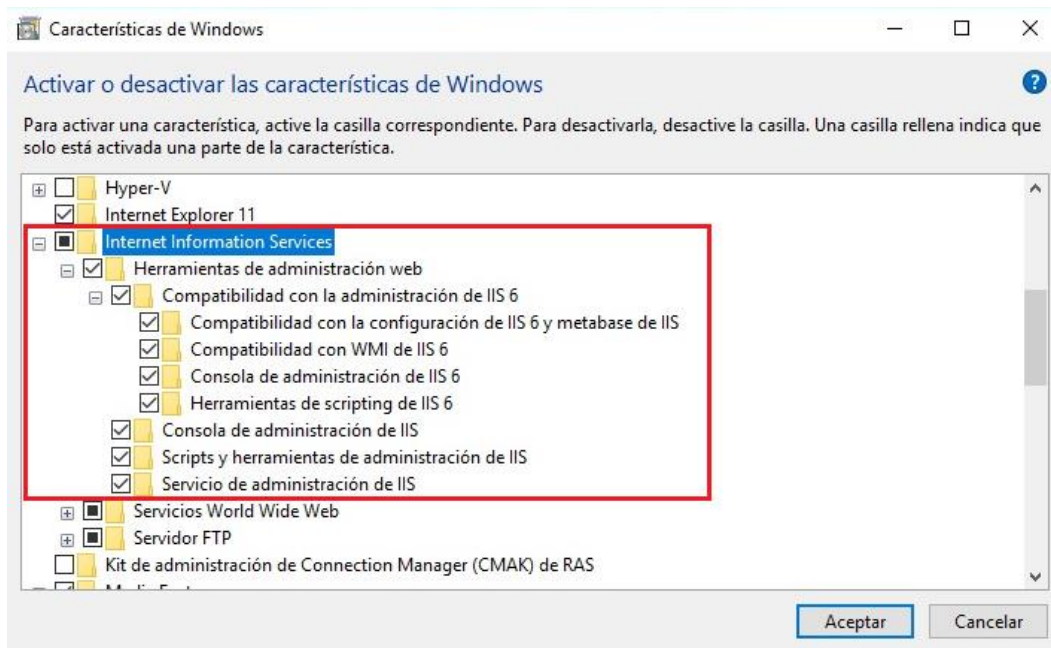 Características de Windows
Activar o desactivar las características de Windows
Para activar una característica, active la casilla correspondiente. Para desactivarla, desactive la casilla. Una casilla rellena indica que
solo está activada una parte de la característica.
Hyper-V
Internet Explorer 11
Internet Information Services
Herramientas de administración web
Compatibilidad con la administración de IIS 6
Compatibilidad con la configuración de IIS 6 y metabase de IIS
Compatibilidad con WMI de IIS 6
Consola de administración de IIS 6
Herramientas de scripting de IIS 6
Consola de administración de IIS
Scripts y herramientas de administración de IIS
Servicio de administración de IIS
Servicios World Wide Web
Servidor FTP
Kit de administración de Connection Manager (CMAK) de RAS
Aceptar Cancelar